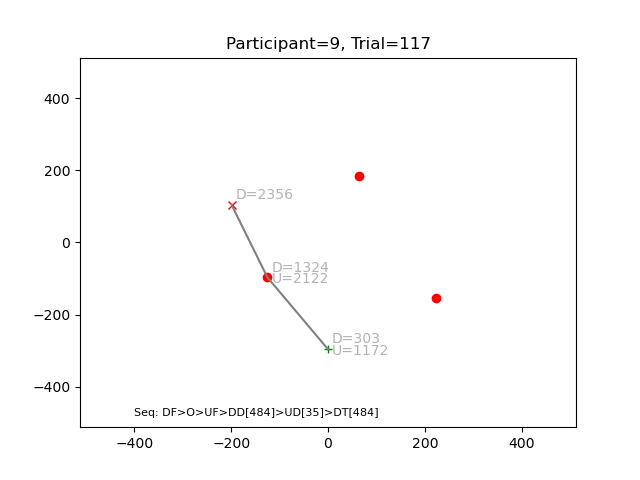 Participant=9, Trial=117
400
200
0
−200
−400
D=2356
D=1324
U=2122
D=303
U=1172
Seq: DF>O>UF>DD[484]>UD[35]>DT[484]
−400 −200 0 200 400